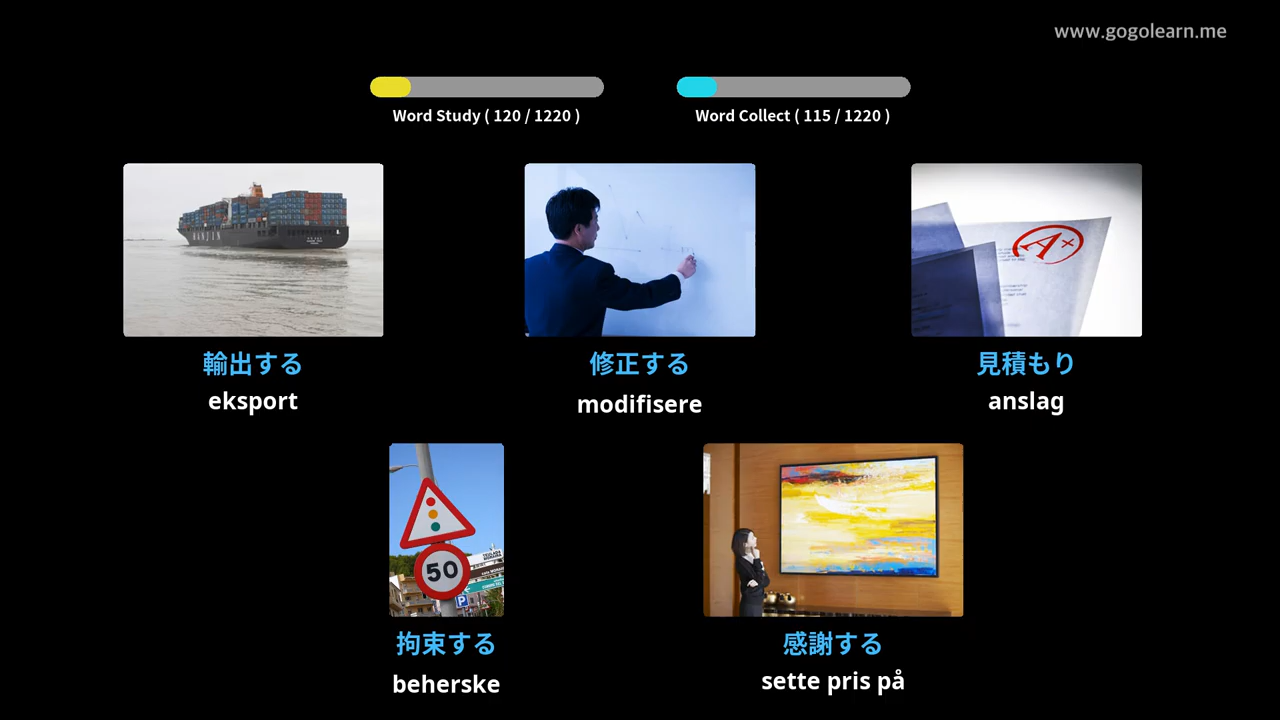 www.gogolearn.me
Word Study ( 120 / 1220 )
Word Collect ( 115 / 1220 )
HANJIN
A+
輸出する
修正する
見積もり
eksport
modifisere
anslag
50
P
拘束する
感謝する
beherske
sette pris på